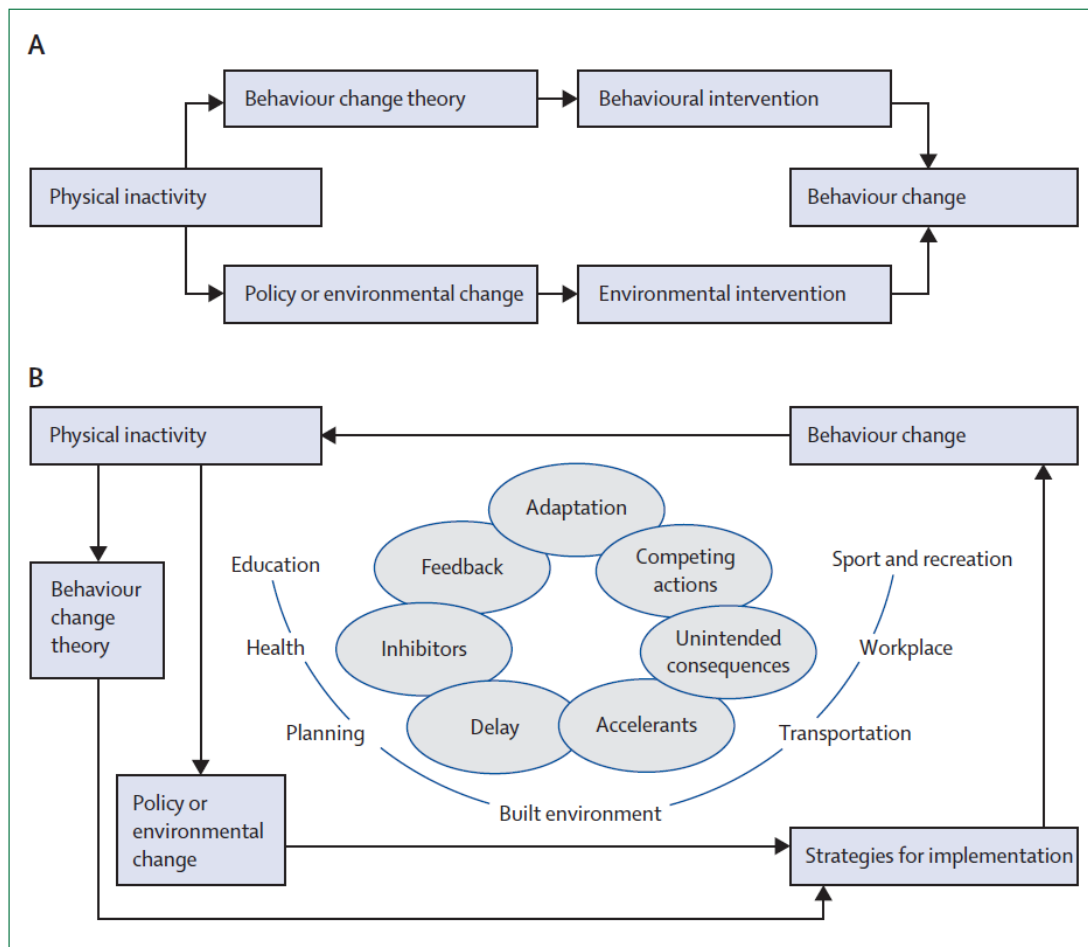 A
Behaviour change theory
Behavioural intervention
Physical inactivity
Behaviour change
Policy or environmental change
Environmental intervention
B
Physical inactivity
Behaviour change
Adaptation
Feedback
Competing
actions
Education
Sport and recreation
Behaviour
change
theory
Health
Inhibitors
Unintended
consequences
Workplace
Planning
Delay
Accelerants
Transportation
Built environment
Policy or
environmental
change
Strategies for implementation